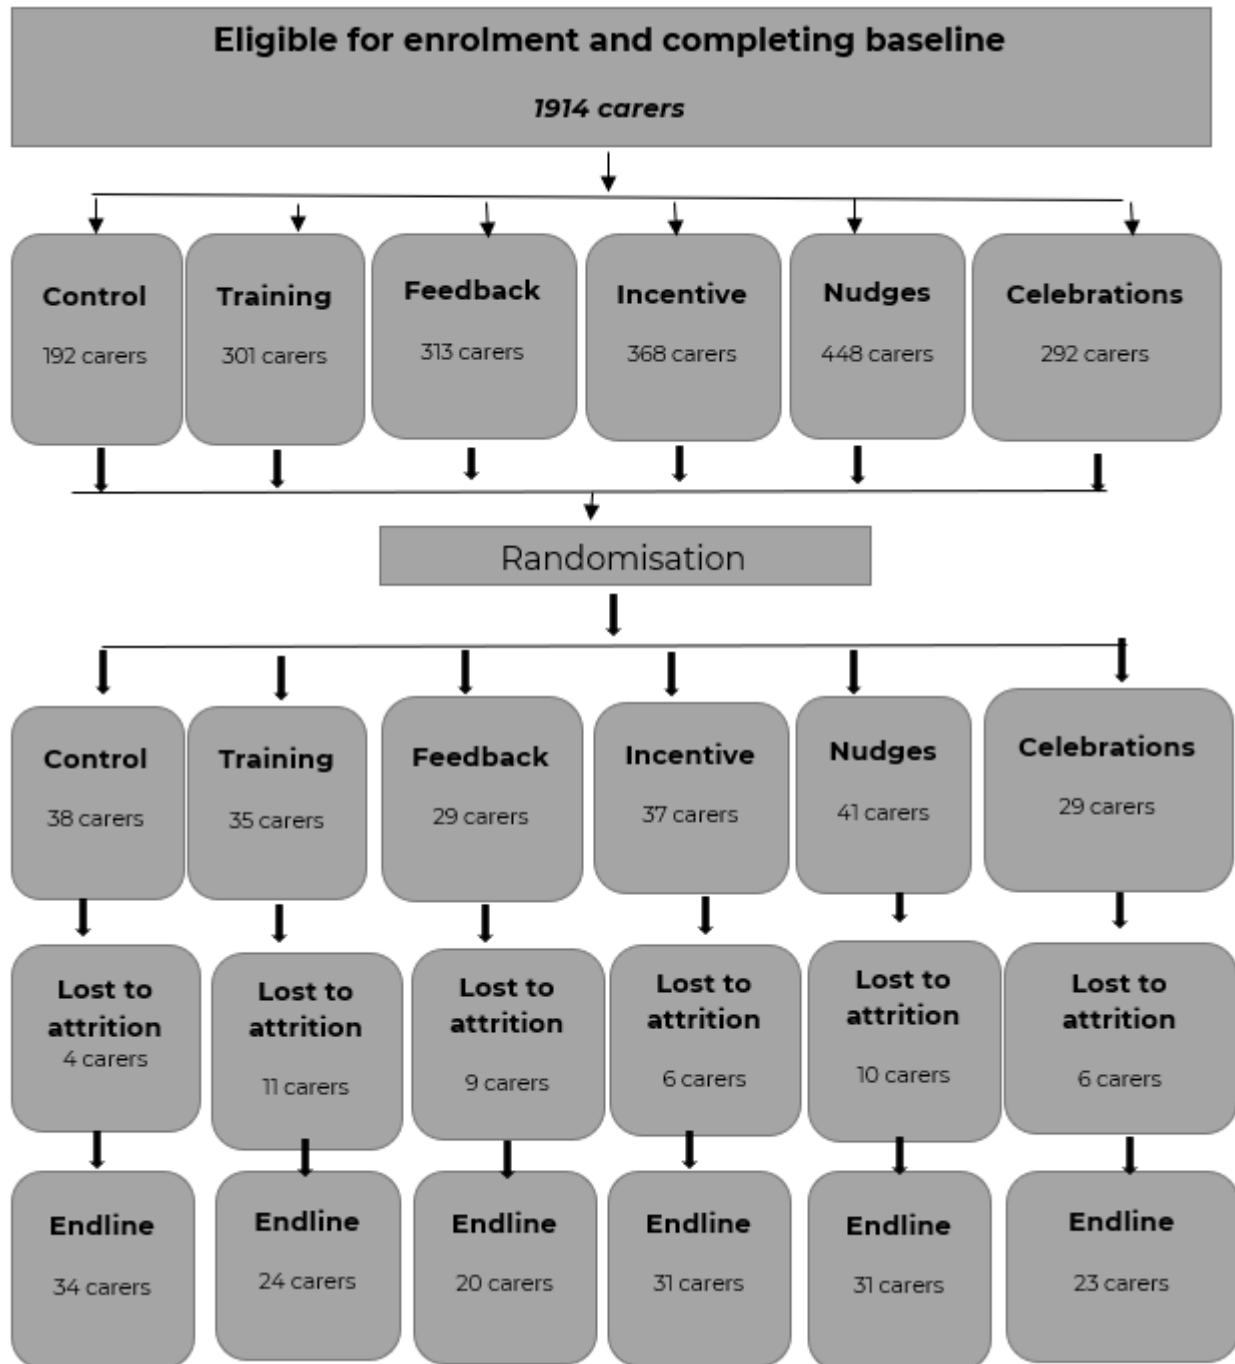 Eligible for enrolment and completing baseline
1914 carers
Control
192 carers
Training
301 carers
Feedback
313 carers
Incentive
368 carers
Nudges
448 carers
Celebrations
292 carers
Randomisation
Control
38 carers
Training
35 carers
Feedback
29 carers
Incentive
37 carers
Nudges
41 carers
Celebrations
29 carers
Lost to
attrition
4 carers
Lost to
attrition
11 carers
Lost to
attrition
9 carers
Lost to
attrition
6 carers
Lost to
attrition
10 carers
Lost to
attrition
6 carers
Endline
34 carers
Endline
24 carers
Endline
20 carers
Endline
31 carers
Endline
31 carers
Endline
23 carers